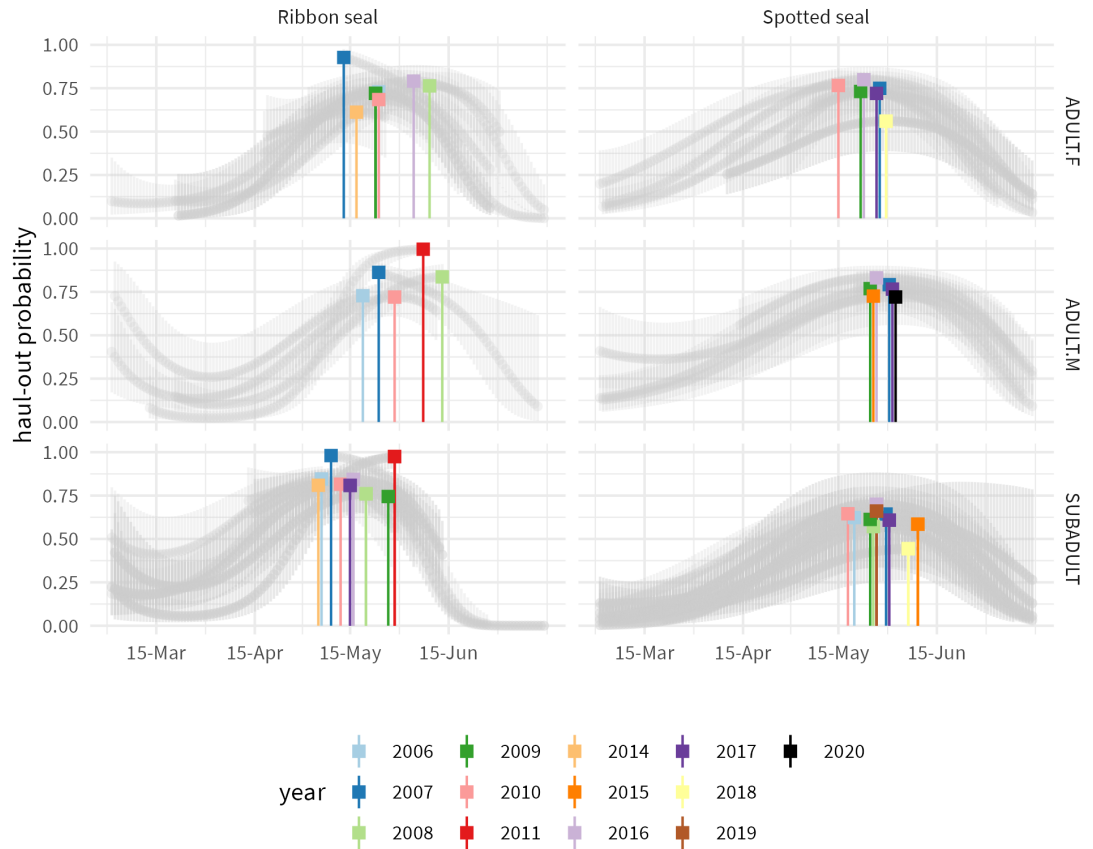 Ribbon seal Spotted seal
haul-out probability
1.00
0.75
0.50
0.25
0.00
ADULT.F
1.00
0.75
0.50
0.25
0.00
ADULT.M
1.00
0.75
0.50
0.25
0.00
SUBADULT
15-Mar 15-Apr 15-May 15-Jun 15-Mar 15-Apr 15-May 15-Jun
2006 2009 2014 2017 2020
year 2007 2010 2015 2018
2008 2011 2016 2019